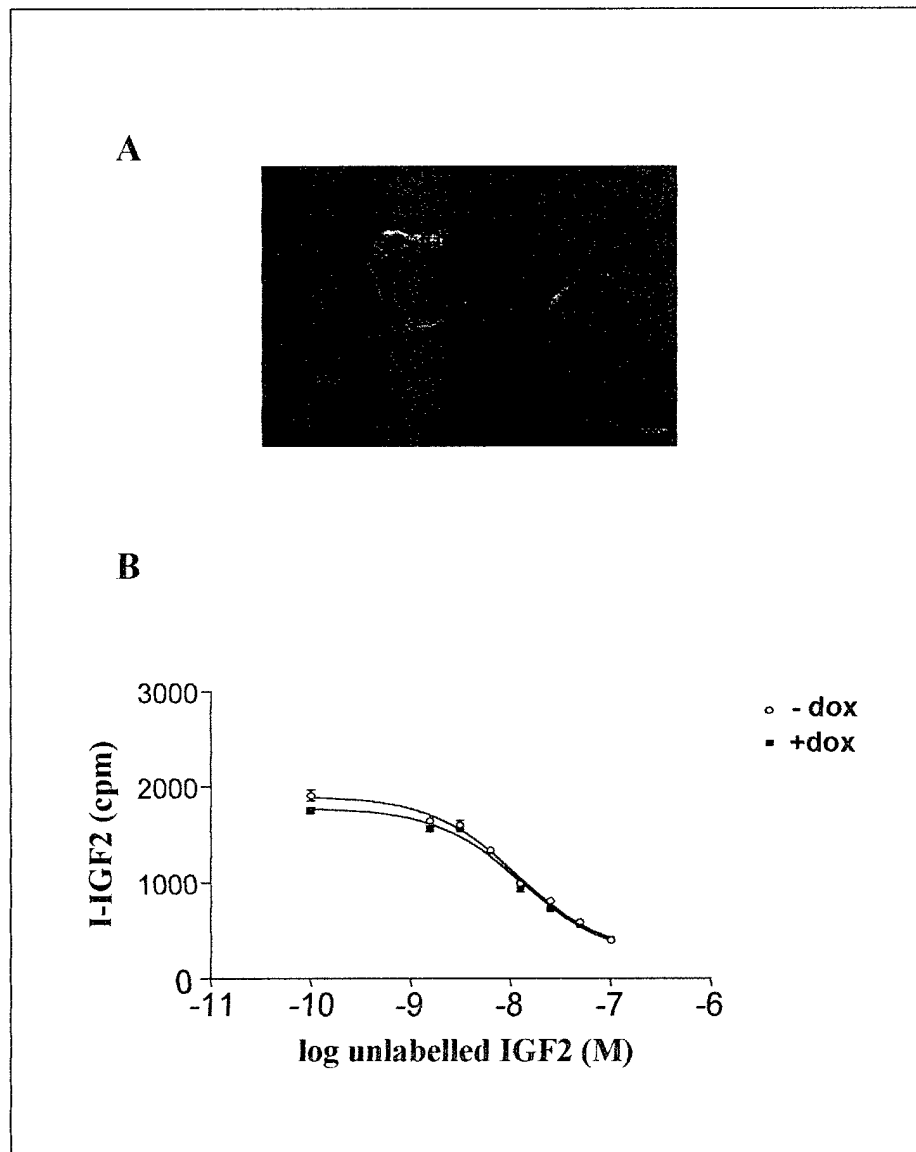 A
B
3000
2000
1000
0
I-IGF2 (cpm)
-11 -10 -9 -8 -7 -6
log unlabelled IGF2 (M)
- dox
+dox